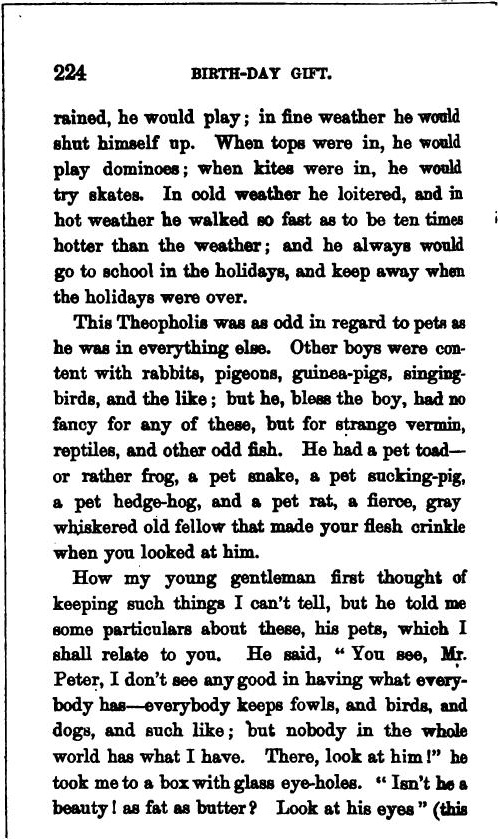 224 BIRTH-DAY GIFT.
rained, he would play; in fine weather he would
shut himself up. When tops were in, he would
play dominoes; when kites were in, he would
try skates. In cold weather he loitered, and in
hot weather he walked so fast as to be ten times
hotter than the weather; and he always would
go to school in the holidays, and keep away when
the holidays were over.
This Theopholis was as odd in regard to pets as
he was in everything else. Other boys were con-
tent with rabbits, pigeons, guinea-pigs, singing-
birds, and the like; but he, bless the boy, had no
fancy for any of these, but for strange vermin,
reptiles, and other odd fish. He had a pet toad—
or rather frog, a pet snake, a pet sucking-pig,
a pet hedge-hog, and a pet rat, a fierce, gray
whiskered old fellow that made your flesh crinkle
when you looked at him.
How my young gentleman first thought of
keeping such things I can't tell, but he told me
some particulars about these, his pets, which I
shall relate to you. He said, “ You see, Mr.
Peter, I don't see any good in having what every-
body has—everybody keeps fowls, and birds, and
dogs, and such like; but nobody in the whole
world has what I have. There, look at him!” he
took me to a box with glass eye-holes. “ Isn't he a
beauty! as fat as butter? Look at his eyes ” (this